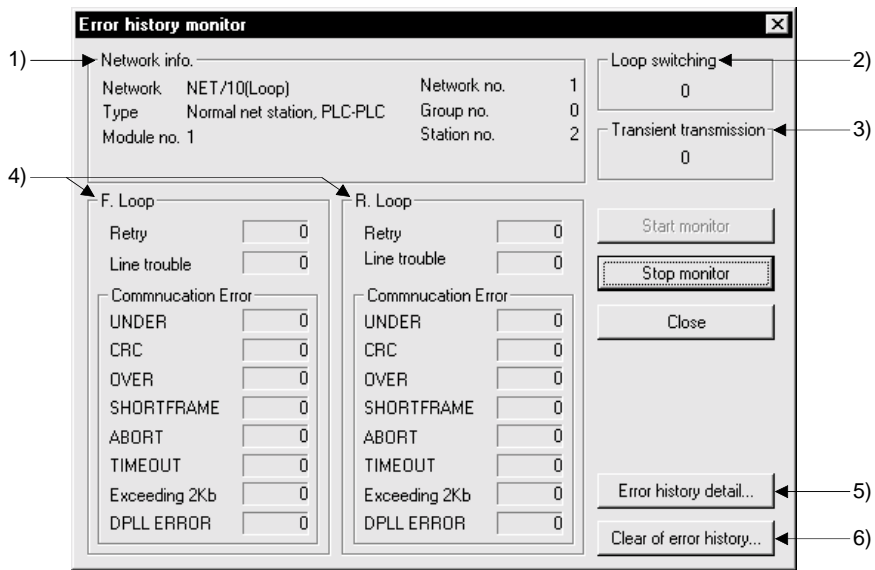 Error history monitor
1)
Network info.
Network NET/10(Loop)
Type Normal net station, PLC-PLC
Module no. 1
Network no. 1
Group no. 0
Station no. 2
Loop switching
0
2)
Transient transmission
0
3)
4)
F. Loop
Retry 0
Line trouble 0
Commnucation Error
UNDER 0
CRC 0
OVER 0
SHORTFRAME 0
ABORT 0
TIMEOUT 0
Exceeding 2Kb 0
DPLL ERROR 0
R. Loop
Retry 0
Line trouble 0
Commnucation Error
UNDER 0
CRC 0
OVER 0
SHORTFRAME 0
ABORT 0
TIMEOUT 0
Exceeding 2Kb 0
DPLL ERROR 0
Start monitor
Stop monitor
Close
Error history detail...
5)
Clear of error history...
6)